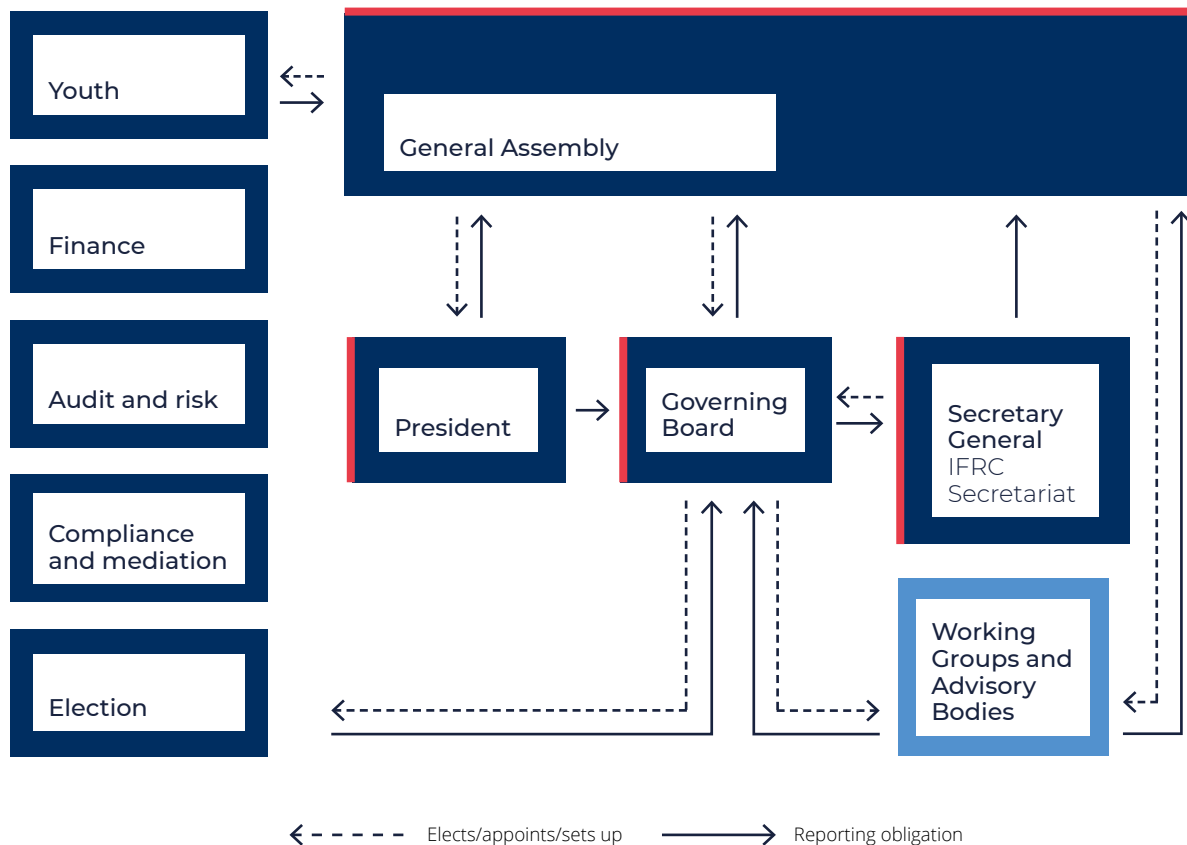 Youth
General Assembly
Finance
Audit and risk
Compliance
and mediation
Election
President
Governing
Board
Secretary
General
IFRC
Secretariat
Working
Groups and
Advisory
Bodies
Elects/appoints/sets up
Reporting obligation